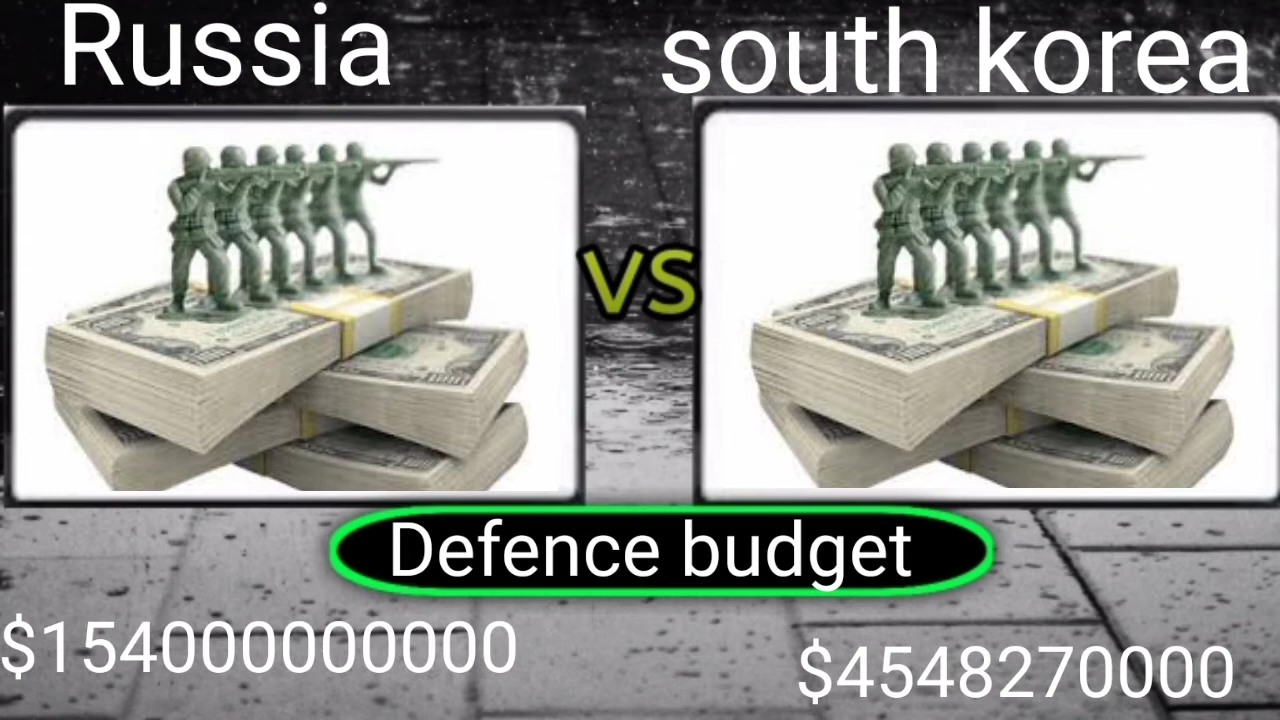 Russia
south korea
VS
Defence budget
$154000000000
$4548270000